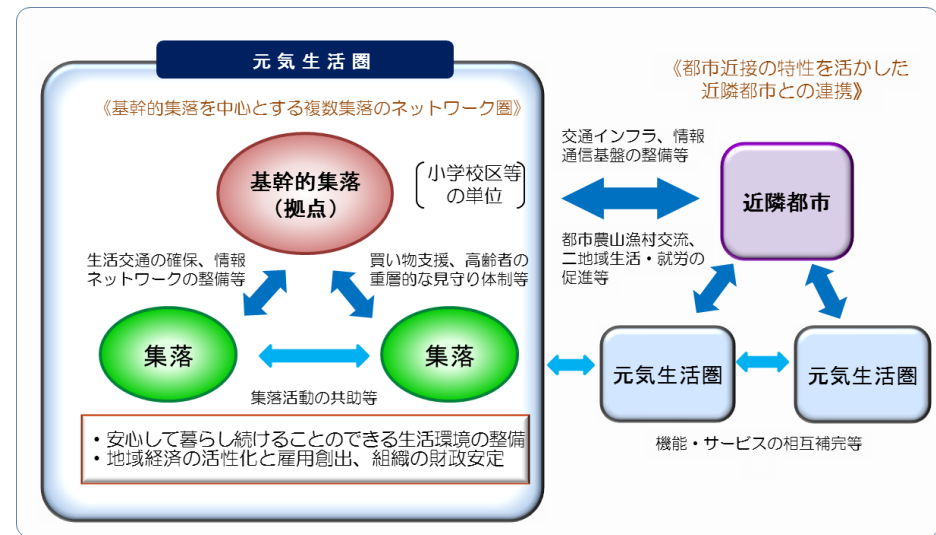 元気生活圏
《基幹的集落を中心とする複数集落のネットワーク圏》
基幹的集落
(拠点)
小学校区等
の単位
生活交通の確保、情報
ネットワークの整備等
買い物支援、高齢者の
重層的な見守り体制等
集落
集落
集落活動の共助等
・安心して暮らし続けることのできる生活環境の整備
・地域経済の活性化と雇用創出、組織の財政安定
《都市近接の特性を活かした
近隣都市との連携》
交通インフラ、情報
通信基盤の整備等
近隣都市
都市農山漁村交流、
二地域生活・就労の
促進等
元気生活圏
元気生活圏
機能・サービスの相互補完等